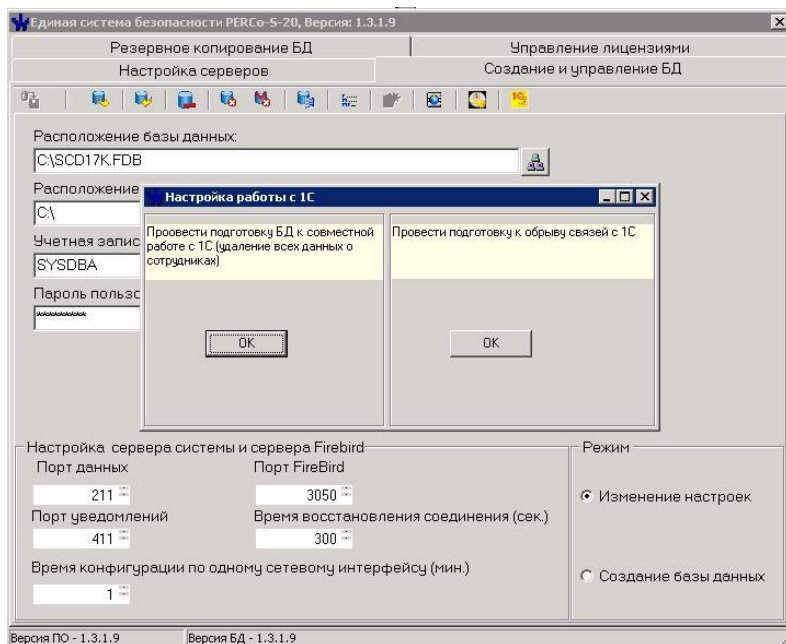 Единая система безопасности PERCo-S-20, Версия: 1.3.1.9
Резервное копирование БД
Управление лицензиями
Настройка серверов
Создание и управление БД
1С
Расположение базы данных:
C:\SCD17K.FDB
Расположение
C:\
Учетная запис
SYSDBA
Пароль пользо
**********
Настройка работы с 1С
Проовести подготовку БД к совместной
работе с 1С (удаление всех данных о
сотрудниках)
OK
Провести подготовку к обрыву связей с 1С
OK
Настройка сервера системы и сервера Firebird
Порт данных
Порт FireBird
211
3050
Порт уведомлений
Время восстановления соединения (сек.)
411
300
Время конфигурации по одному сетевому интерфейсу (мин.)
1
Режим
Изменение настроек
Создание базы данных
Версия ПО - 1.3.1.9
Версия БД - 1.3.1.9